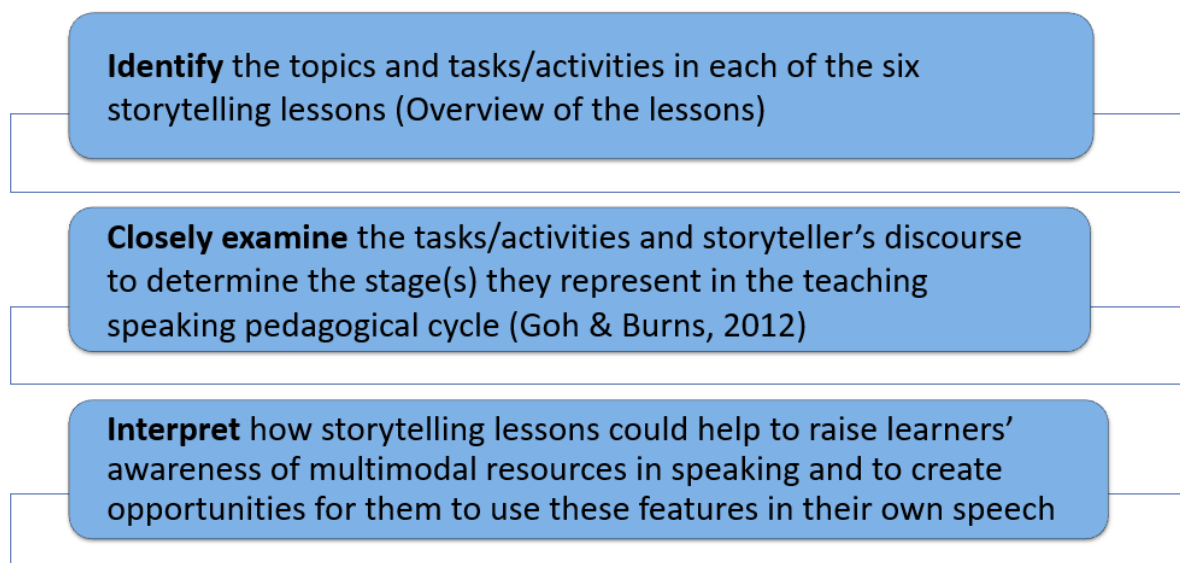 Identify the topics and tasks/activities in each of the six
storytelling lessons (Overview of the lessons)
Closely examine the tasks/activities and storyteller’s discourse
to determine the stage(s) they represent in the teaching
speaking pedagogical cycle (Goh & Burns, 2012)
Interpret how storytelling lessons could help to raise learners’
awareness of multimodal resources in speaking and to create
opportunities for them to use these features in their own speech